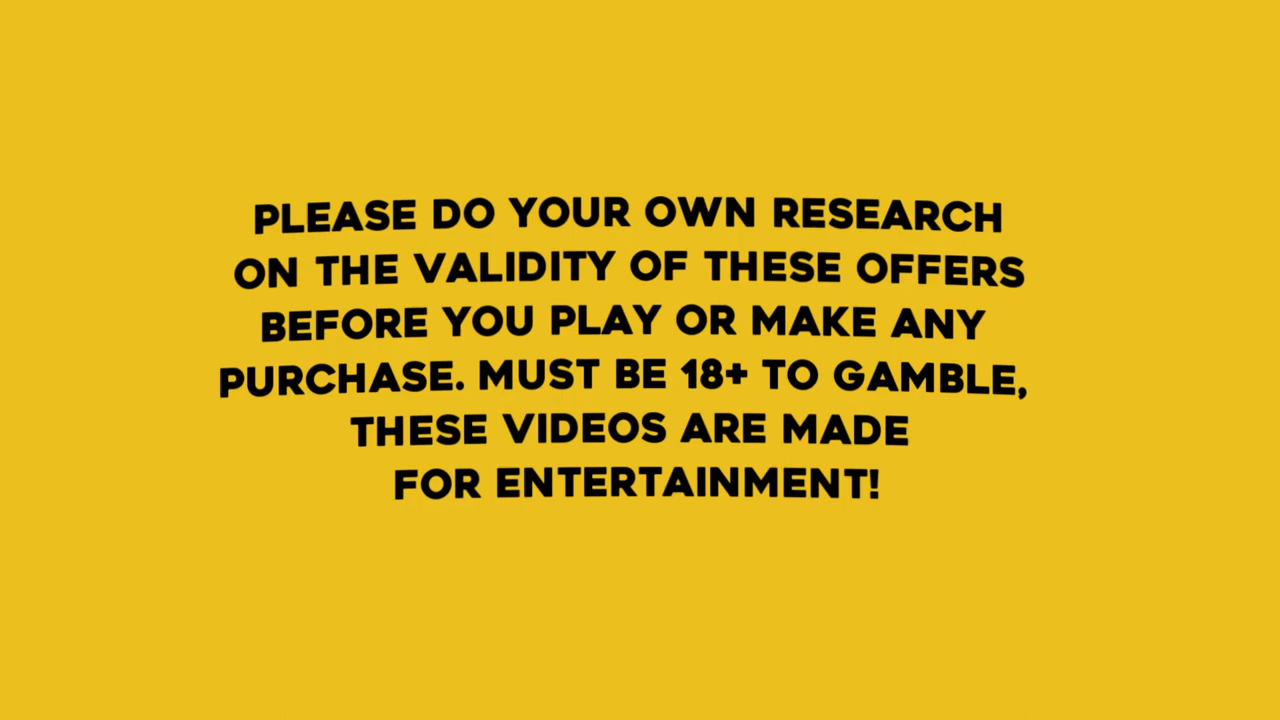 PLEASE DO YOUR OWN RESEARCH
ON THE VALIDITY OF THESE OFFERS
BEFORE YOU PLAY OR MAKE ANY
PURCHASE. MUST BE 18+ TO GAMBLE,
THESE VIDEOS ARE MADE
FOR ENTERTAINMENT!